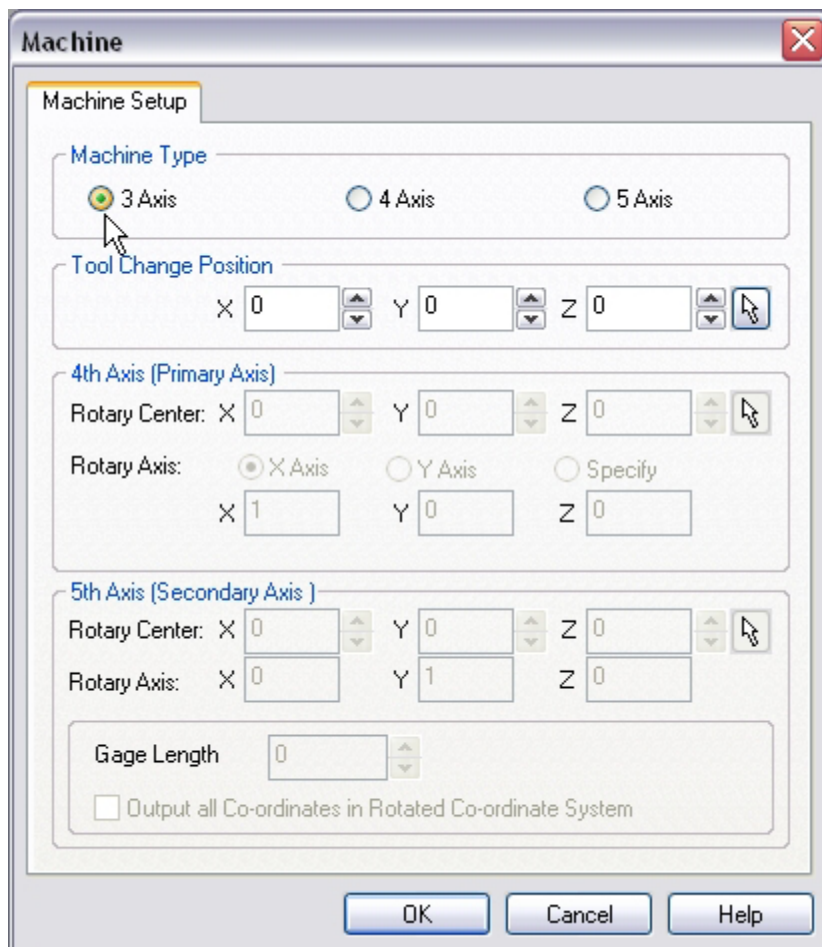 Machine
Machine Setup
Machine Type
3 Axis 4 Axis 5 Axis
Tool Change Position
X 0 Y 0 Z 0
4th Axis (Primary Axis)
Rotary Center: X 0 Y 0 Z 0
Rotary Axis: X Axis Y Axis Specify
X 1 Y 0 Z 0
5th Axis (Secondary Axis )
Rotary Center: X 0 Y 0 Z 0
Rotary Axis: X 0 Y 1 Z 0
Gage Length 0
Output all Co-ordinates in Rotated Co-ordinate System
OK Cancel Help